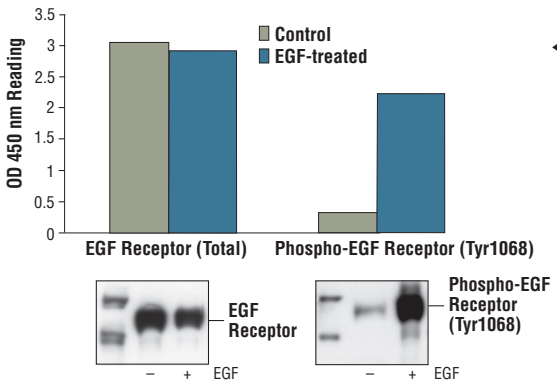 3.5
3
2.5
2
1.5
1
0.5
0
OD 450 nm Reading
Control
EGF-treated
EGF Receptor (Total)
Phospho-EGF Receptor (Tyr1068)
EGF
Receptor
– + EGF
Phospho-EGF
Receptor
(Tyr1068)
– + EGF